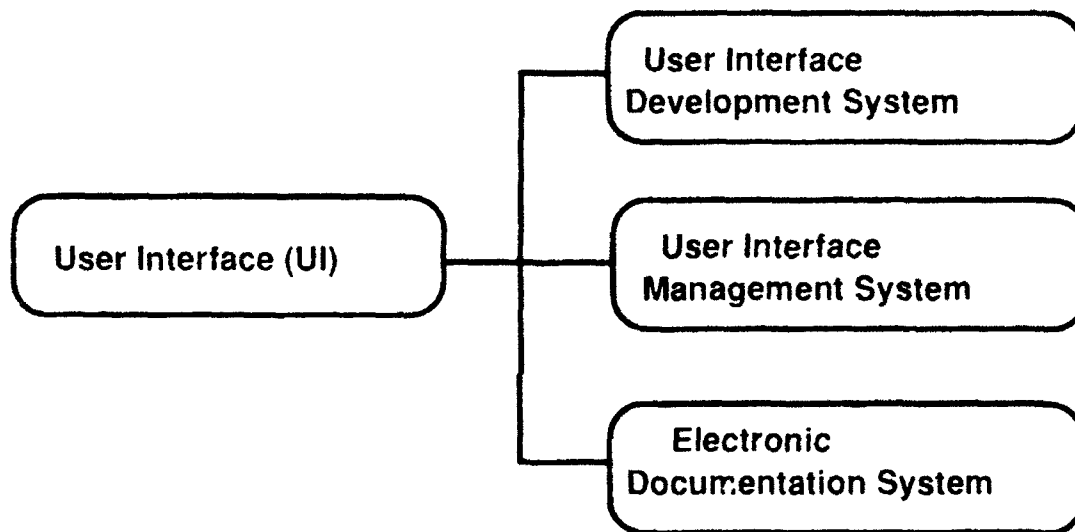 User Interface
Development System
User Interface (UI)
User Interface
Management System
Electronic
Documentation System